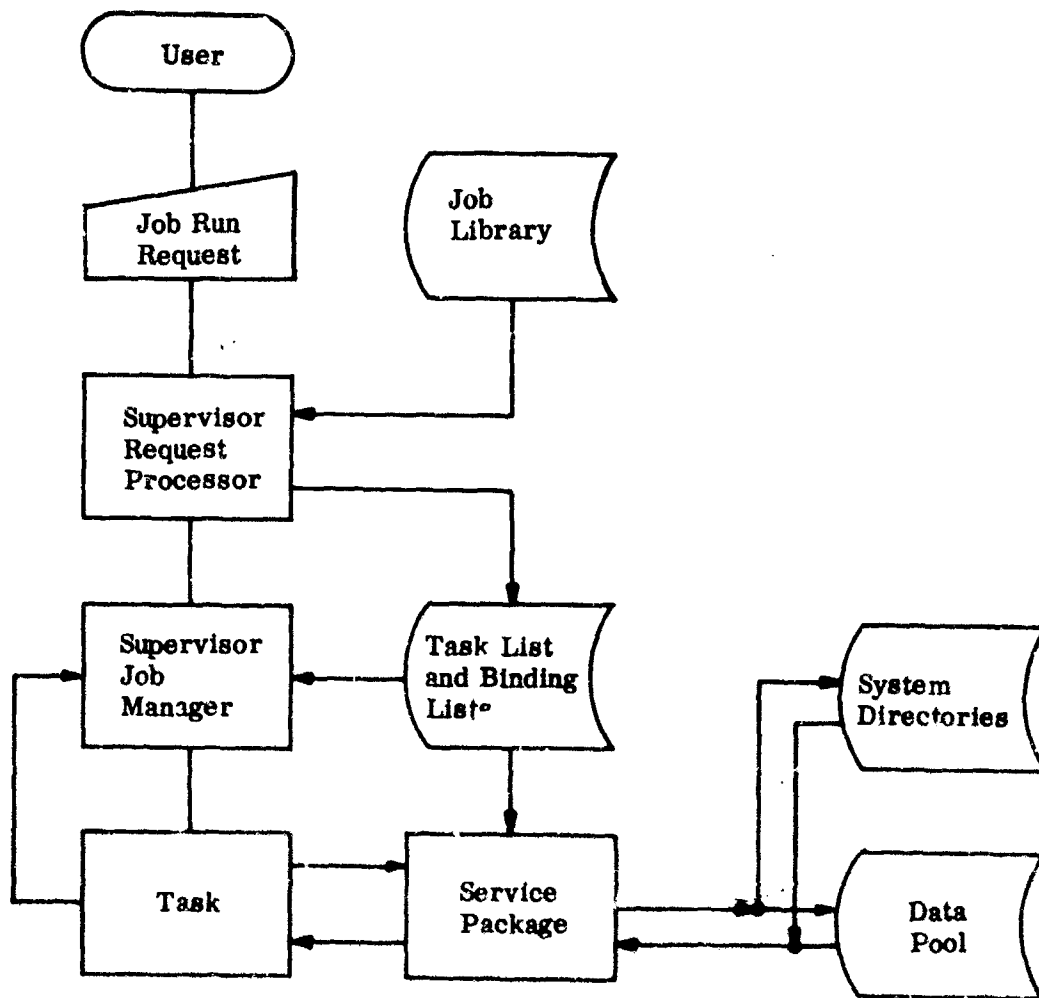 User
Job Run
Request
Job
Library
Supervisor
Request
Processor
Supervisor
Job
Manager
Task List
and Binding
Lists
System
Directories
Task
Service
Package
Data
Pool